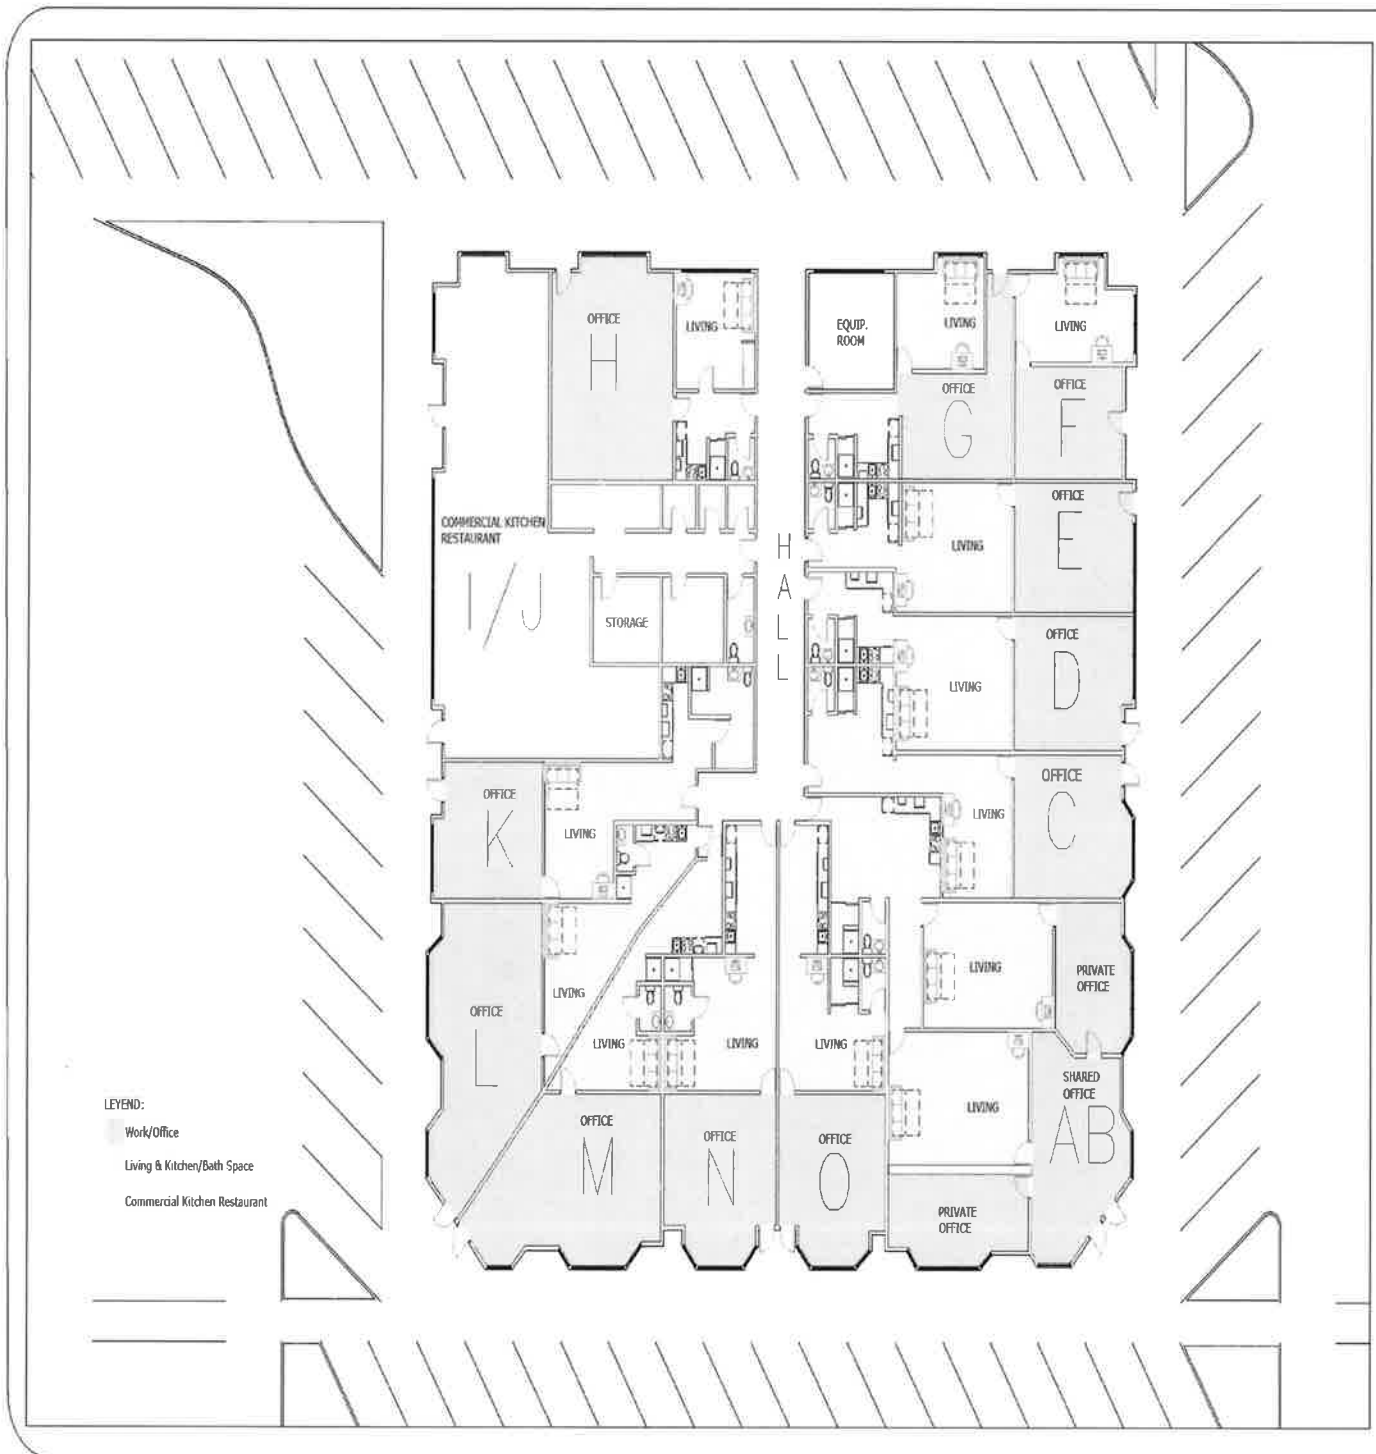 OFFICE
H
LIVING
EQUIP.
ROOM
LIVING
OFFICE
G
LIVING
OFFICE
F
COMMERCIAL KITCHEN
RESTAURANT
I/J
STORAGE
HALL
LIVING
OFFICE
E
LIVING
OFFICE
D
LIVING
OFFICE
C
OFFICE
K
LIVING
OFFICE
L
LIVING
LIVING
OFFICE
M
LIVING
OFFICE
N
LIVING
OFFICE
O
LIVING
PRIVATE
OFFICE
LIVING
SHARED
OFFICE
AB
PRIVATE
OFFICE
LEYEND:
Work/Office
Living & Kitchen/Bath Space
Commercial Kitchen Restaurant